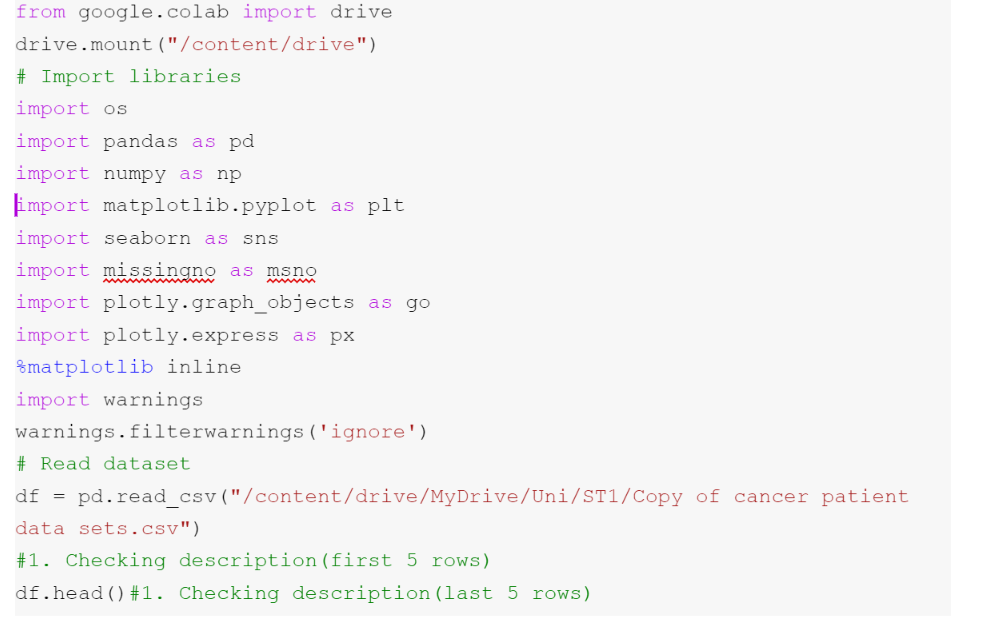 from google.colab import drive
drive.mount("/content/drive")
# Import libraries
import os
import pandas as pd
import numpy as np
import matplotlib.pyplot as plt
import seaborn as sns
import missingno as msno
import plotly.graph_objects as go
import plotly.express as px
%matplotlib inline
import warnings
warnings.filterwarnings('ignore')
# Read dataset
df = pd.read_csv("/content/drive/MyDrive/Uni/ST1/Copy of cancer patient
data sets.csv")
#1. Checking description(first 5 rows)
df.head()#1. Checking description(last 5 rows)